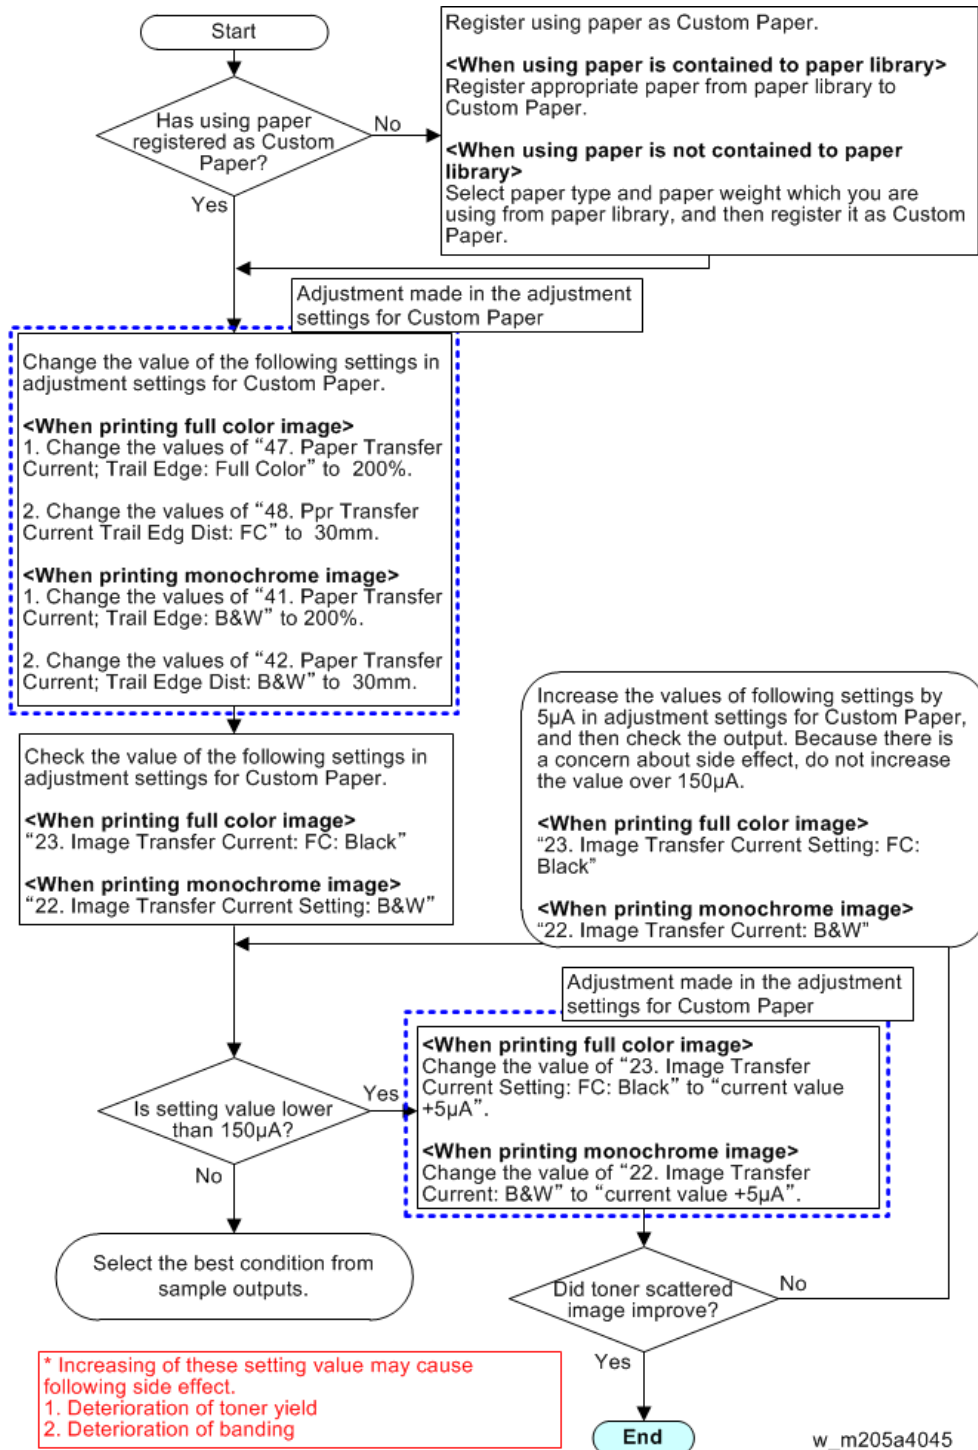 Start
Has using paper
registered as Custom
Paper?
No
Yes
Register using paper as Custom Paper.
<When using paper is contained to paper library>
Register appropriate paper from paper library to
Custom Paper.
<When using paper is not contained to paper
library>
Select paper type and paper weight which you are
using from paper library, and then register it as Custom
Paper.
Adjustment made in the adjustment
settings for Custom Paper
Change the value of the following settings in
adjustment settings for Custom Paper.
<When printing full color image>
1. Change the values of “47. Paper Transfer
Current; Trail Edge: Full Color” to 200%.
2. Change the values of “48. Ppr Transfer
Current Trail Edg Dist: FC” to 30mm.
<When printing monochrome image>
1. Change the values of “41. Paper Transfer
Current; Trail Edge: B&W” to 200%.
2. Change the values of “42. Paper Transfer
Current; Trail Edge Dist: B&W” to 30mm.
Check the value of the following settings in
adjustment settings for Custom Paper.
<When printing full color image>
“23. Image Transfer Current: FC: Black”
<When printing monochrome image>
“22. Image Transfer Current Setting: B&W”
Increase the values of following settings by
5μA in adjustment settings for Custom Paper,
and then check the output. Because there is
a concern about side effect, do not increase
the value over 150μA.
<When printing full color image>
“23. Image Transfer Current Setting: FC:
Black”
<When printing monochrome image>
“22. Image Transfer Current: B&W”
Adjustment made in the adjustment
settings for Custom Paper
Is setting value lower
than 150μA?
Yes
No
<When printing full color image>
Change the value of “23. Image Transfer
Current Setting: FC: Black” to “current value
+5μA”.
<When printing monochrome image>
Change the value of “22. Image Transfer
Current: B&W” to “current value +5μA”.
Select the best condition from
sample outputs.
Did toner scattered
image improve?
No
Yes
* Increasing of these setting value may cause
following side effect.
1. Deterioration of toner yield
2. Deterioration of banding
End
w_m205a4045